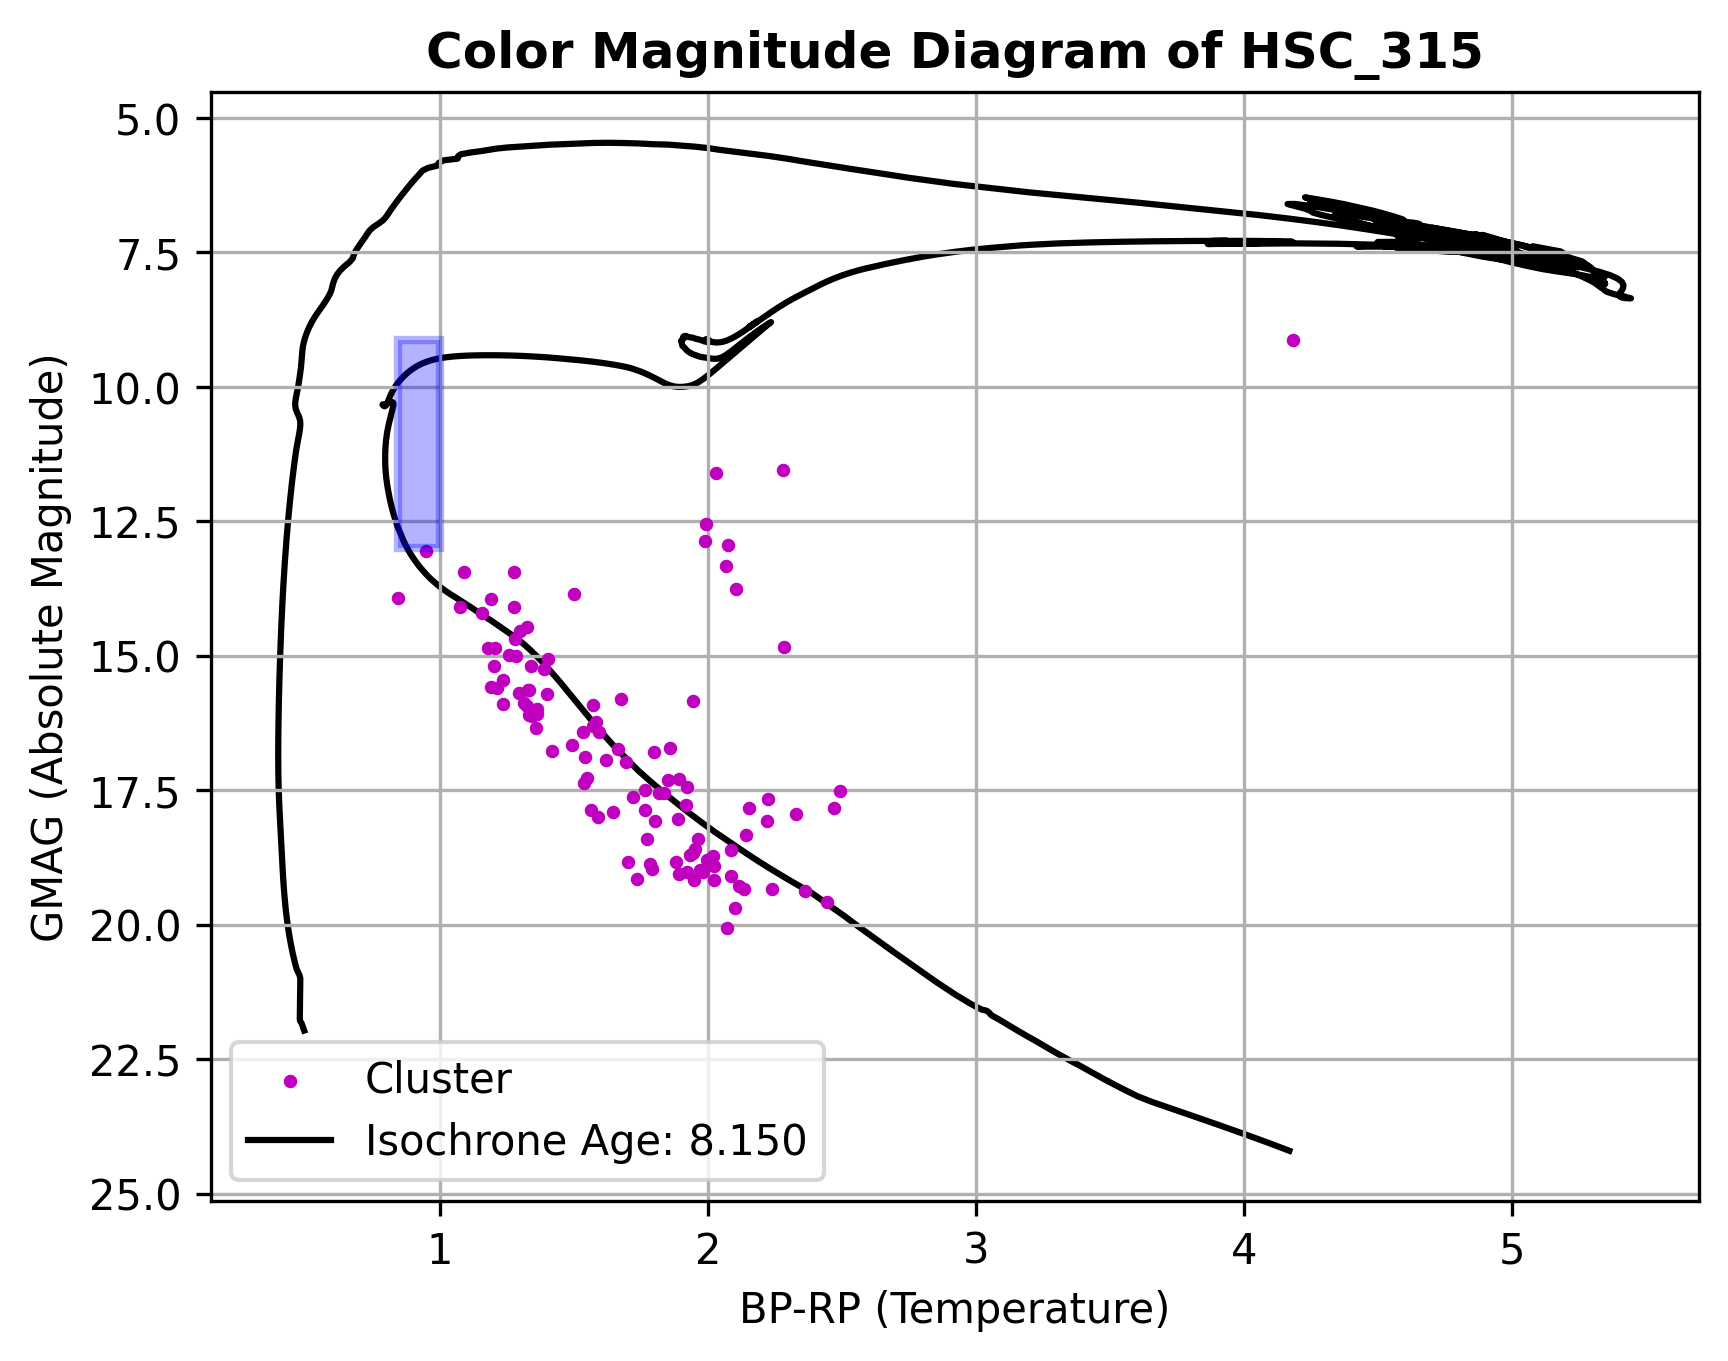 Color Magnitude Diagram of HSC_315
GMAG (Absolute Magnitude)
5.0
7.5
10.0
12.5
15.0
17.5
20.0
22.5
25.0
Cluster
Isochrone Age: 8.150
1 2 3 4 5
BP-RP (Temperature)